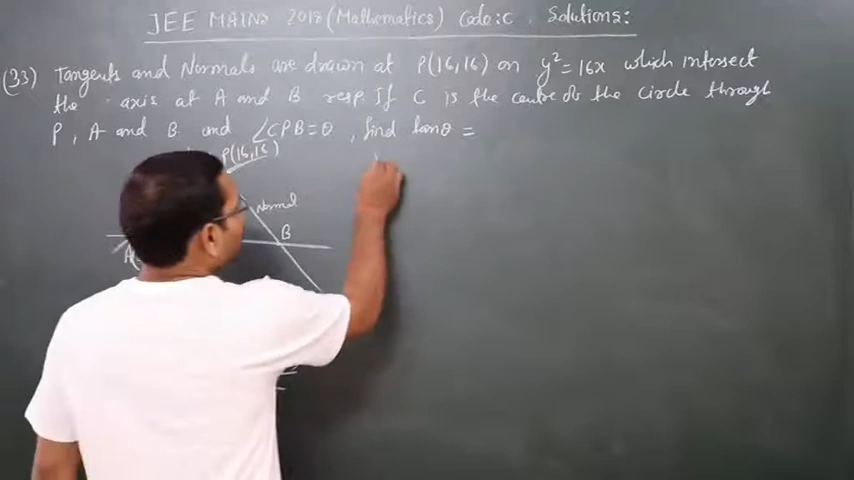 JEE MAINS 2018 (Mathematics) Code:C , Solutions:
(33) Tangents and Normals are drawn at P(16,16) on y²=16x which intersect
the axis at A and B resp. If C is the centre of the circle through
P, A and B and ∠CPB=θ , find tanθ =
P(16,16)
Normal
B
A